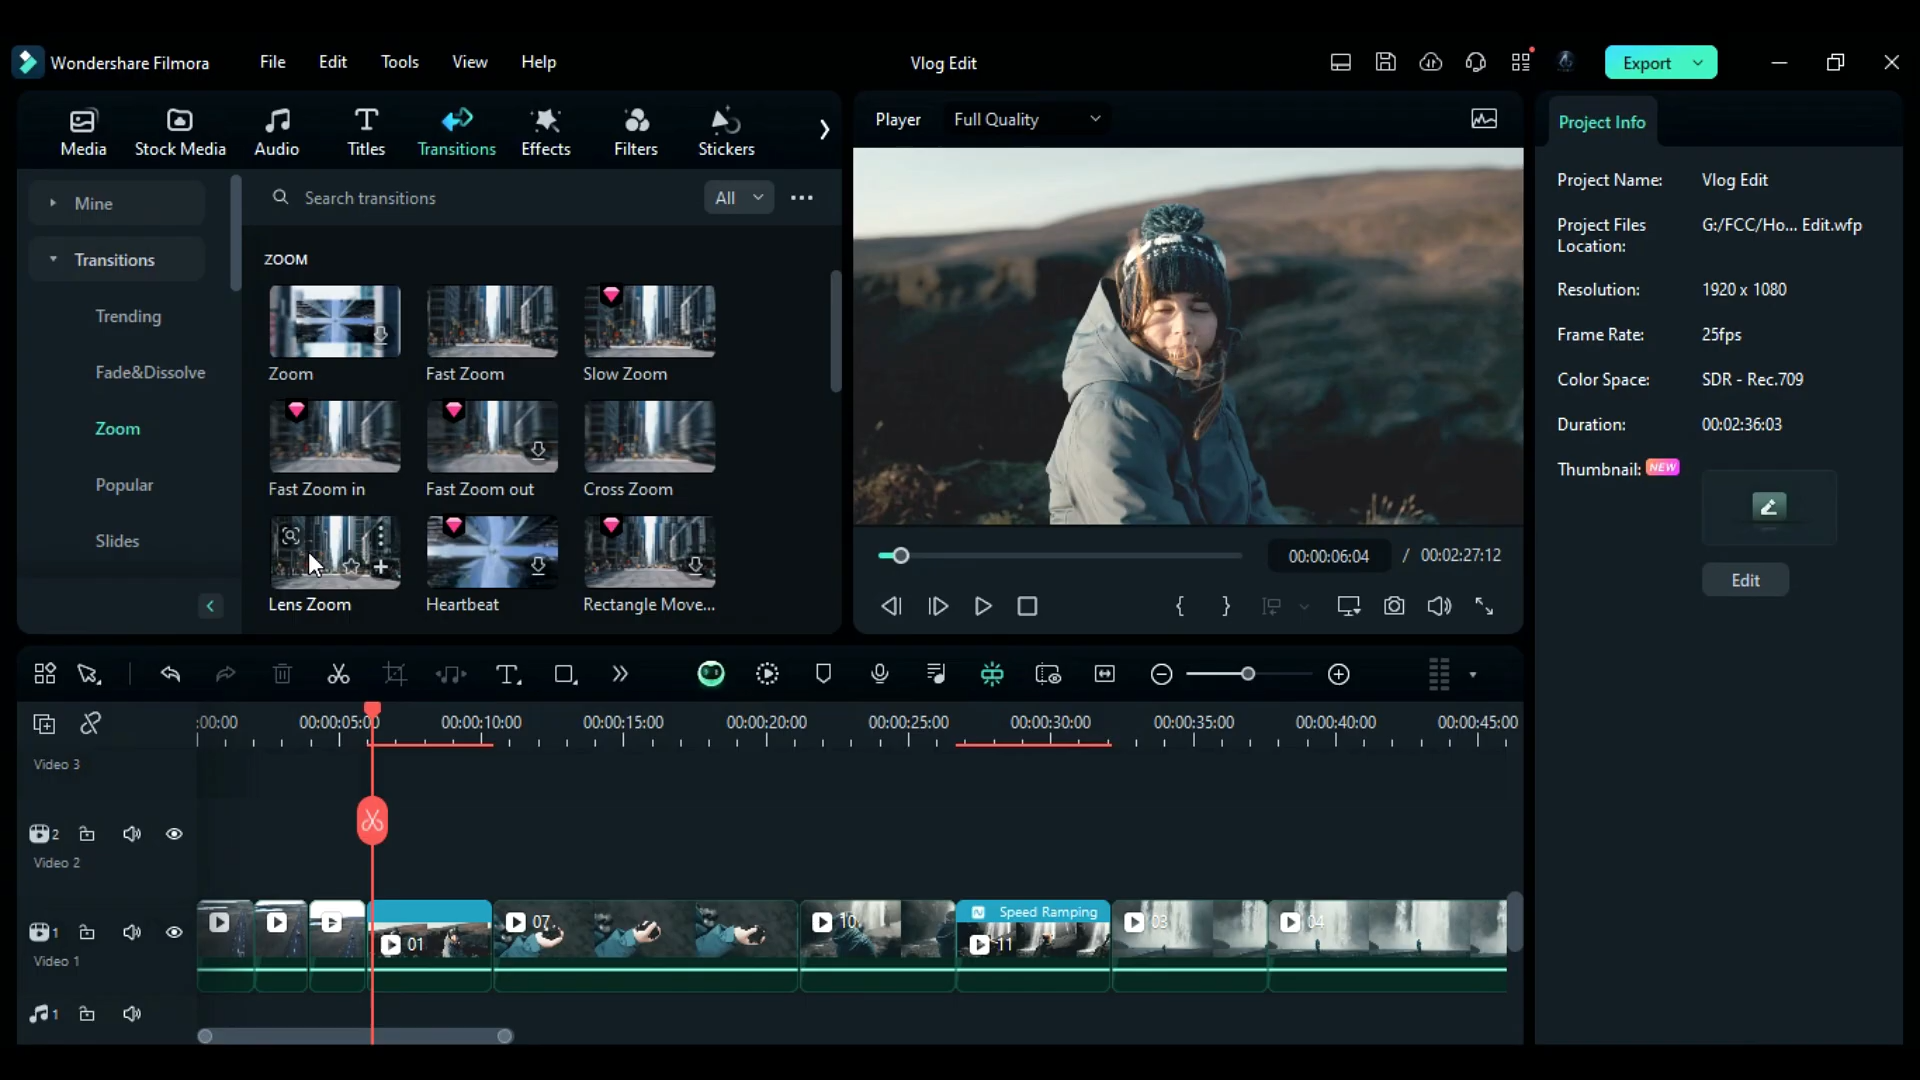 Wondershare Filmora
File
Edit
Tools
View
Help
Vlog Edit
Export
Media
Stock Media
Audio
Titles
Transitions
Effects
Filters
Stickers
Player
Full Quality
Project Info
Mine
Transitions
Trending
Fade&Dissolve
Zoom
Popular
Slides
Search transitions
All
ZOOM
Zoom
Fast Zoom
Slow Zoom
Fast Zoom in
Fast Zoom out
Cross Zoom
Lens Zoom
Heartbeat
Rectangle Move...
00:00:06:04 / 00:02:27:12
{ }
Project Name: Vlog Edit
Project Files Location: G:/FCC/Ho... Edit.wfp
Resolution: 1920 x 1080
Frame Rate: 25fps
Color Space: SDR - Rec.709
Duration: 00:02:36:03
Thumbnail: NEW
Edit
:00:00 00:00:05:00 00:00:10:00 00:00:15:00 00:00:20:00 00:00:25:00 00:00:30:00 00:00:35:00 00:00:40:00 00:00:45:00
Video 3
2
Video 2
1
Video 1
1
01
07
10
Speed Ramping
11
03
04